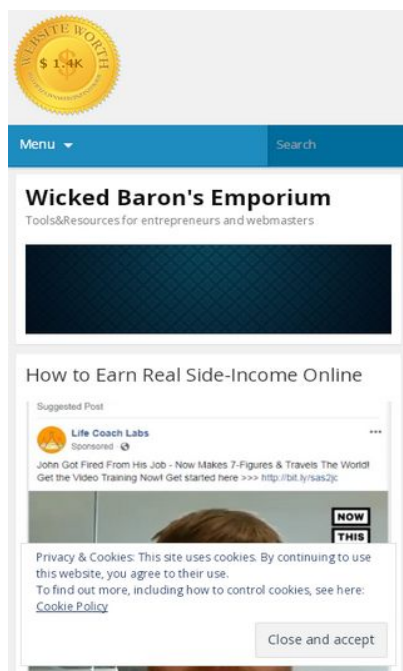 WEBSITE WORTH
$ 1.4K
Menu
Search
Wicked Baron's Emporium
Tools&Resources for entrepreneurs and webmasters
How to Earn Real Side-Income Online
Suggested Post
Life Coach Labs
Sponsored
John Got Fired From His Job - Now Makes 7-Figures & Travels The World!
Get the Video Training Now! Get started here >>> http://bit.ly/sas2jc
NOW
THIS
Privacy & Cookies: This site uses cookies. By continuing to use
this website, you agree to their use.
To find out more, including how to control cookies, see here:
Cookie Policy
Close and accept